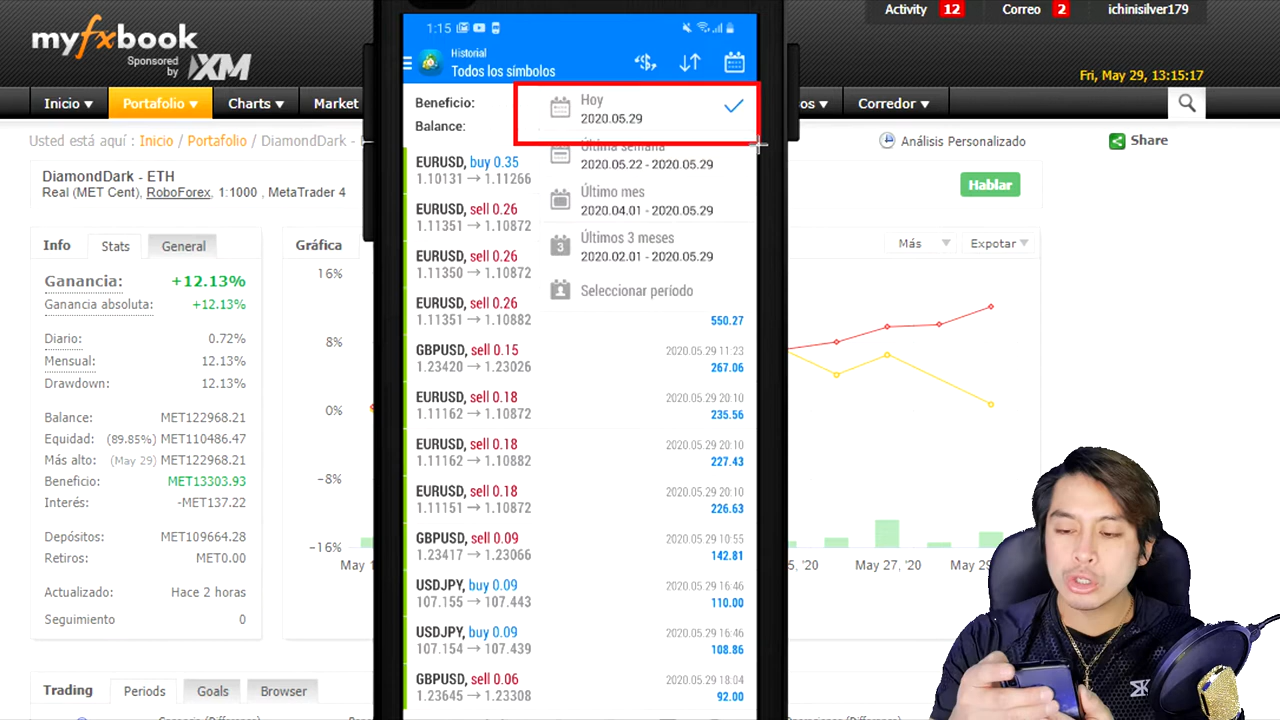 myfxbook
Sponsored by XM
Activity 12
Correo 2
ichinisilver179
Fri, May 29, 13:15:17
Inicio
Portafolio
Charts
Market
os
Corredor
Usted está aquí : Inicio / Portafolio / DiamondDark -
Análisis Personalizado
Share
DiamondDark - ETH
Real (MET Cent), RoboForex, 1:1000 , MetaTrader 4
Hablar
Info
Stats
General
Ganancia: +12.13%
Ganancia absoluta: +12.13%
Diario: 0.72%
Mensual: 12.13%
Drawdown: 12.13%
Balance: MET122968.21
Equidad: (89.85%) MET110486.47
Más alto: (May 29) MET122968.21
Beneficio: MET13303.93
Interés: -MET137.22
Depósitos: MET109664.28
Retiros: MET0.00
Actualizado: Hace 2 horas
Seguimiento 0
Trading
Periods
Goals
Browser
Gráfica
Más
Expotar
16%
8%
0%
-8%
-16%
May 1
5, '20
May 27, '20
May 29
1:15
Historial
Todos los símbolos
Beneficio:
Balance:
Hoy
2020.05.29
Última semana
2020.05.22 - 2020.05.29
Último mes
2020.04.01 - 2020.05.29
3
Últimos 3 meses
2020.02.01 - 2020.05.29
Seleccionar período
EURUSD, buy 0.35
1.10131 → 1.11266
EURUSD, sell 0.26
1.11351 → 1.10872
EURUSD, sell 0.26
1.11350 → 1.10872
EURUSD, sell 0.26
1.11351 → 1.10882 550.27
GBPUSD, sell 0.15 2020.05.29 11:23
1.23420 → 1.23026 267.06
EURUSD, sell 0.18 2020.05.29 20:10
1.11162 → 1.10872 235.56
EURUSD, sell 0.18 2020.05.29 20:10
1.11162 → 1.10882 227.43
EURUSD, sell 0.18 2020.05.29 20:10
1.11151 → 1.10872 226.63
GBPUSD, sell 0.09 2020.05.29 10:55
1.23417 → 1.23066 142.81
USDJPY, buy 0.09 2020.05.29 16:46
107.155 → 107.443 110.00
USDJPY, buy 0.09 2020.05.29 16:46
107.154 → 107.439 108.86
GBPUSD, sell 0.06 2020.05.29 18:04
1.23645 → 1.23308 92.00